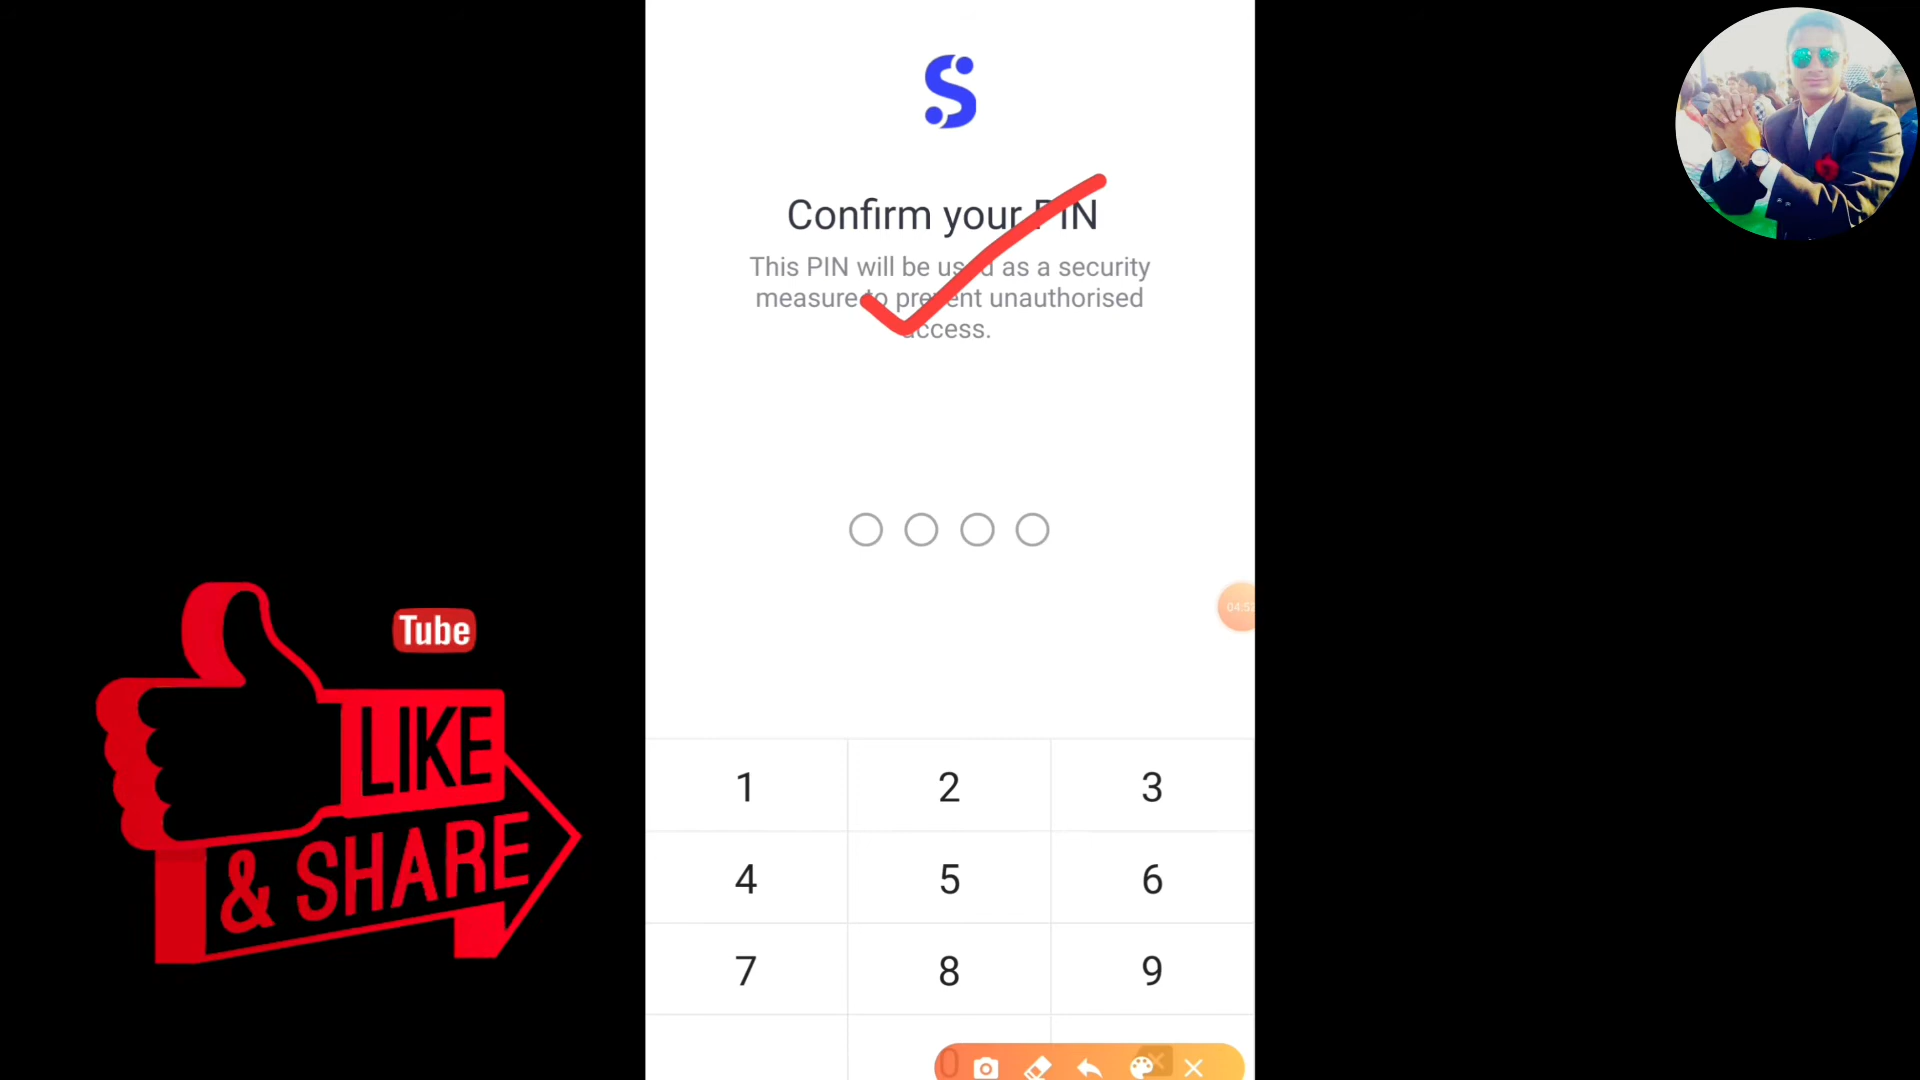 Confirm your PIN
This PIN will be used as a security
measure to prevent unauthorised
access.
Tube
LIKE
& SHARE
1 2 3
4 5 6
7 8 9
0